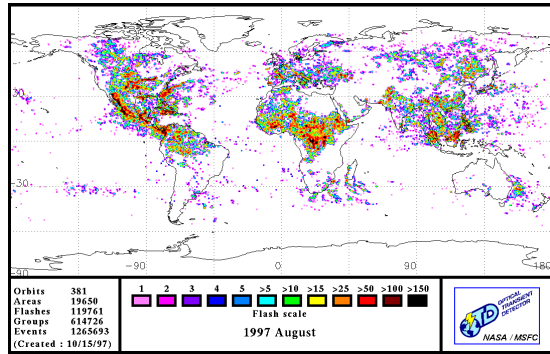 30
-30
-90
-90
0
90
180
Orbits 381
Areas 19650
Flashes 119761
Groups 614726
Events 1265693
(Created : 10/15/97)
1 2 3 4 5 >5 >10 >15 >25 >50 >100 >150
Flash scale
1997 August
OPTICAL
TRANSIENT
DETECTOR
OTD
NASA / MSFC